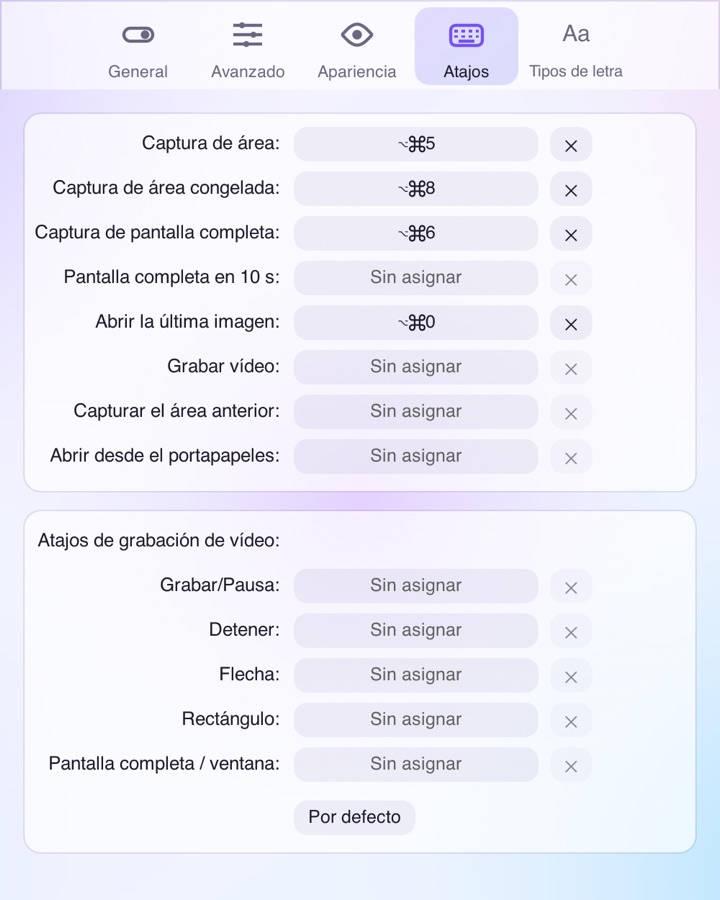 General Avanzado Apariencia Atajos Aa Tipos de letra
Captura de área: ⌥⌘5
Captura de área congelada: ⌥⌘8
Captura de pantalla completa: ⌥⌘6
Pantalla completa en 10 s: Sin asignar
Abrir la última imagen: ⌥⌘0
Grabar vídeo: Sin asignar
Capturar el área anterior: Sin asignar
Abrir desde el portapapeles: Sin asignar
Atajos de grabación de vídeo:
Grabar/Pausa: Sin asignar
Detener: Sin asignar
Flecha: Sin asignar
Rectángulo: Sin asignar
Pantalla completa / ventana: Sin asignar
Por defecto